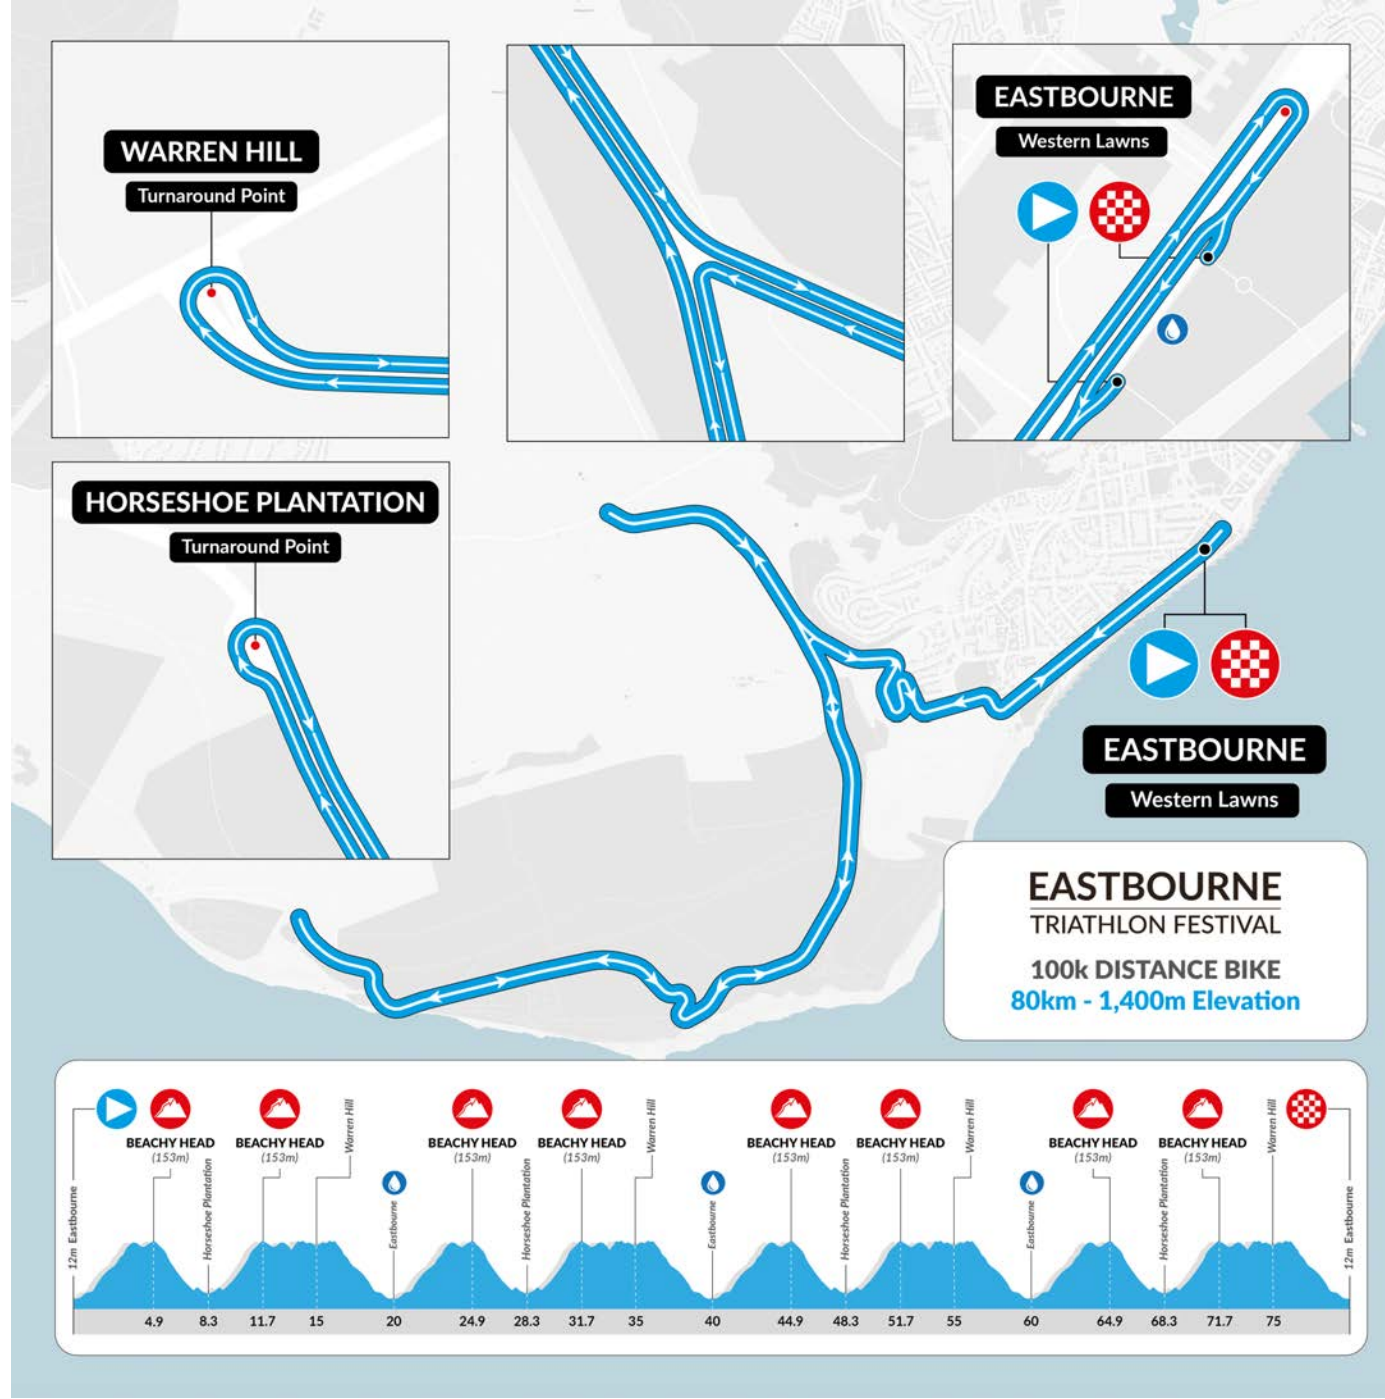 WARREN HILL
Turnaround Point
EASTBOURNE
Western Lawns
HORSESHOE PLANTATION
Turnaround Point
EASTBOURNE
Western Lawns
EASTBOURNE
TRIATHLON FESTIVAL
100k DISTANCE BIKE
80km - 1,400m Elevation
12m Eastbourne
BEACHY HEAD
(153m)
Horseshoe Plantation
BEACHY HEAD
(153m)
Warren Hill
Eastbourne
BEACHY HEAD
(153m)
Horseshoe Plantation
BEACHY HEAD
(153m)
Warren Hill
Eastbourne
BEACHY HEAD
(153m)
Horseshoe Plantation
BEACHY HEAD
(153m)
Warren Hill
Eastbourne
BEACHY HEAD
(153m)
Horseshoe Plantation
BEACHY HEAD
(153m)
Warren Hill
12m Eastbourne
4.9 8.3 11.7 15 20 24.9 28.3 31.7 35 40 44.9 48.3 51.7 55 60 64.9 68.3 71.7 75